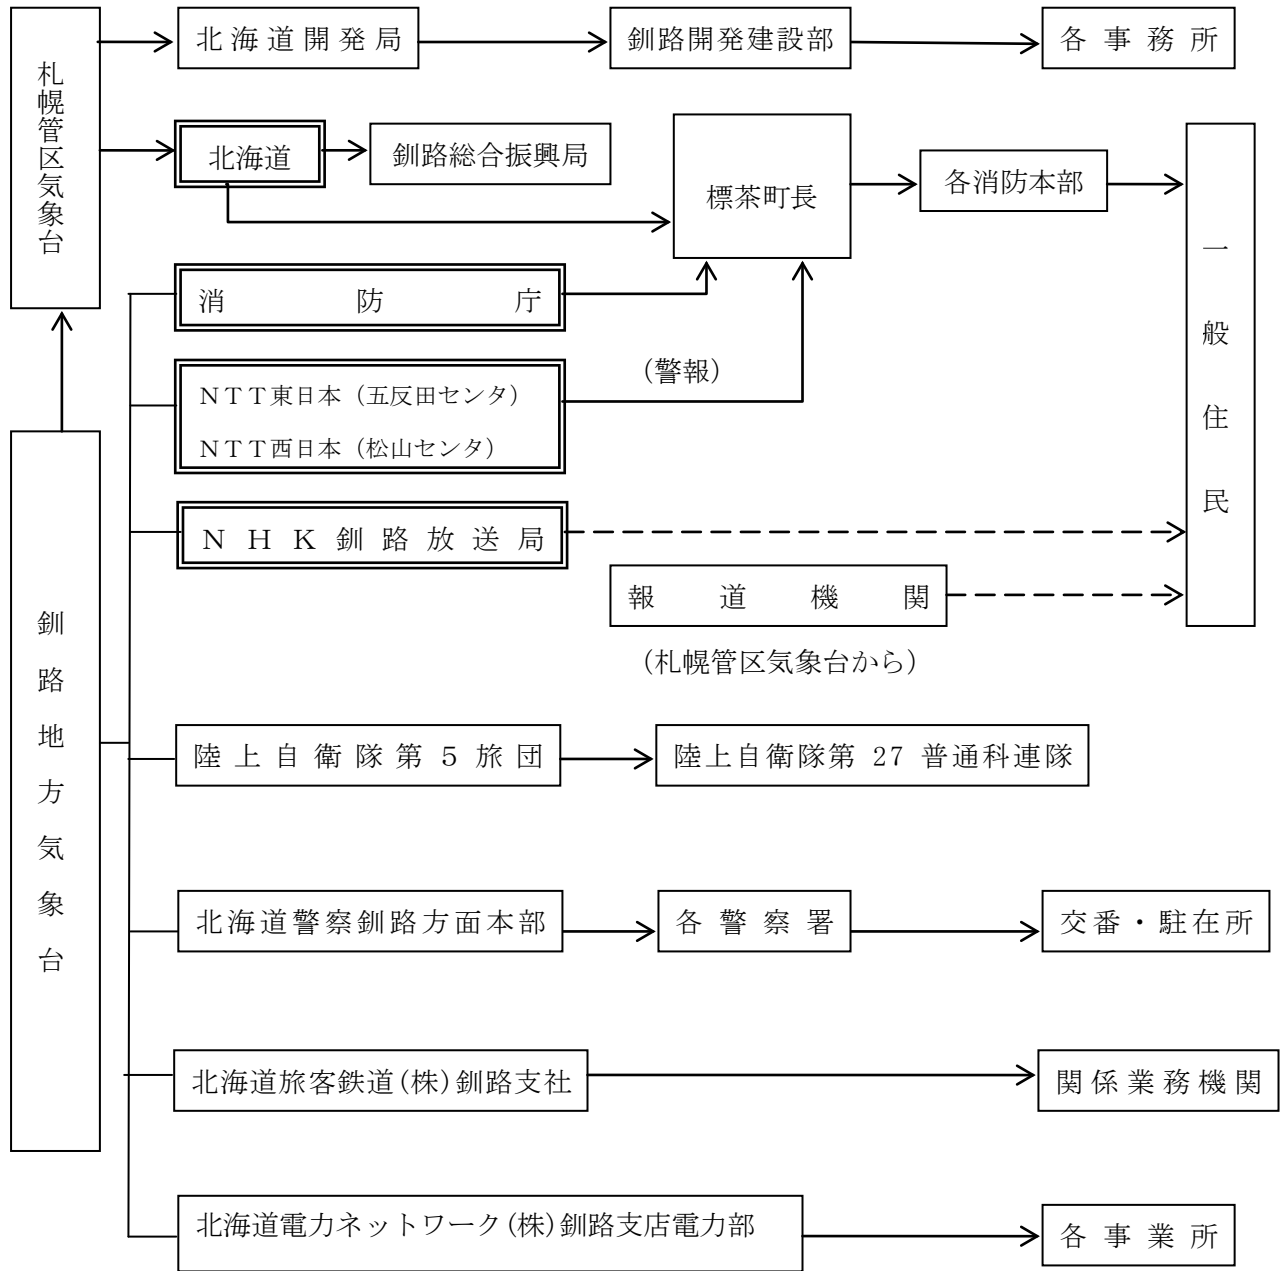 札幌管区気象台
北海道開発局
釧路開発建設部
各事務所
北海道
釧路総合振興局
標茶町長
各消防本部
一般住民
消防庁
(警報)
NTT東日本(五反田センタ)
NTT西日本(松山センタ)
NHK釧路放送局
報道機関
(札幌管区気象台から)
釧路地方気象台
陸上自衛隊第5旅団
陸上自衛隊第 27 普通科連隊
北海道警察釧路方面本部
各警察署
交番・駐在所
北海道旅客鉄道(株)釧路支社
関係業務機関
北海道電力ネットワーク(株)釧路支店電力部
各事業所